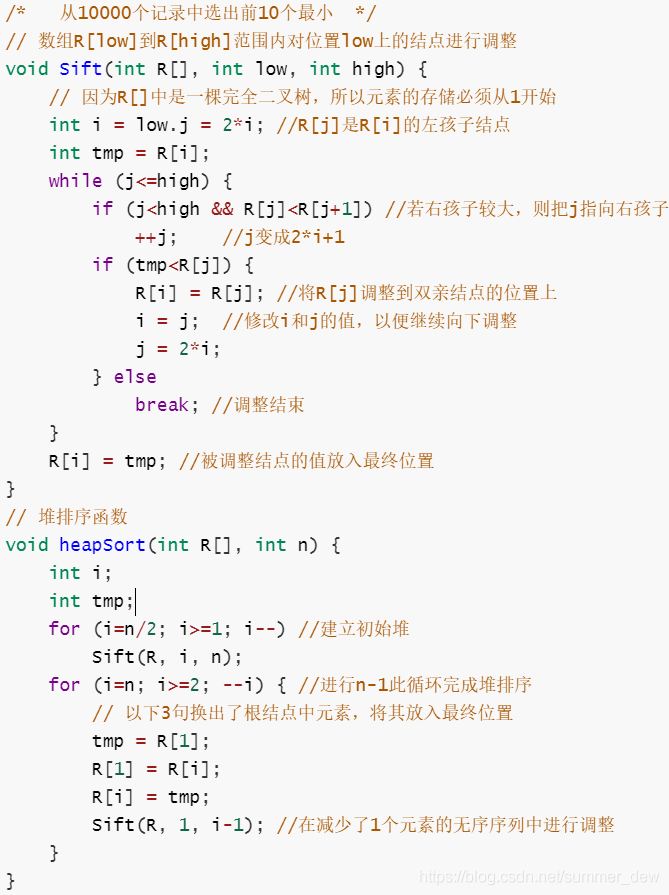 /*   从10000个记录中选出前10个最小  */
// 数组R[low]到R[high]范围内对位置low上的结点进行调整
void Sift(int R[], int low, int high) {
    // 因为R[]中是一棵完全二叉树，所以元素的存储必须从1开始
    int i = low.j = 2*i; //R[j]是R[i]的左孩子结点
    int tmp = R[i];
    while (j<=high) {
        if (j<high && R[j]<R[j+1]) //若右孩子较大，则把j指向右孩子
            ++j;    //j变成2*i+1
        if (tmp<R[j]) {
            R[i] = R[j]; //将R[j]调整到双亲结点的位置上
            i = j;  //修改i和j的值，以便继续向下调整
            j = 2*i;
        } else
            break; //调整结束
    }
    R[i] = tmp; //被调整结点的值放入最终位置
}
// 堆排序函数
void heapSort(int R[], int n) {
    int i;
    int tmp;
    for (i=n/2; i>=1; i--) //建立初始堆
        Sift(R, i, n);
    for (i=n; i>=2; --i) { //进行n-1此循环完成堆排序
        // 以下3句换出了根结点中元素，将其放入最终位置
        tmp = R[1];
        R[1] = R[i];
        R[i] = tmp;
        Sift(R, 1, i-1); //在减少了1个元素的无序序列中进行调整
    }
}
https://blog.csdn.net/summer_dew